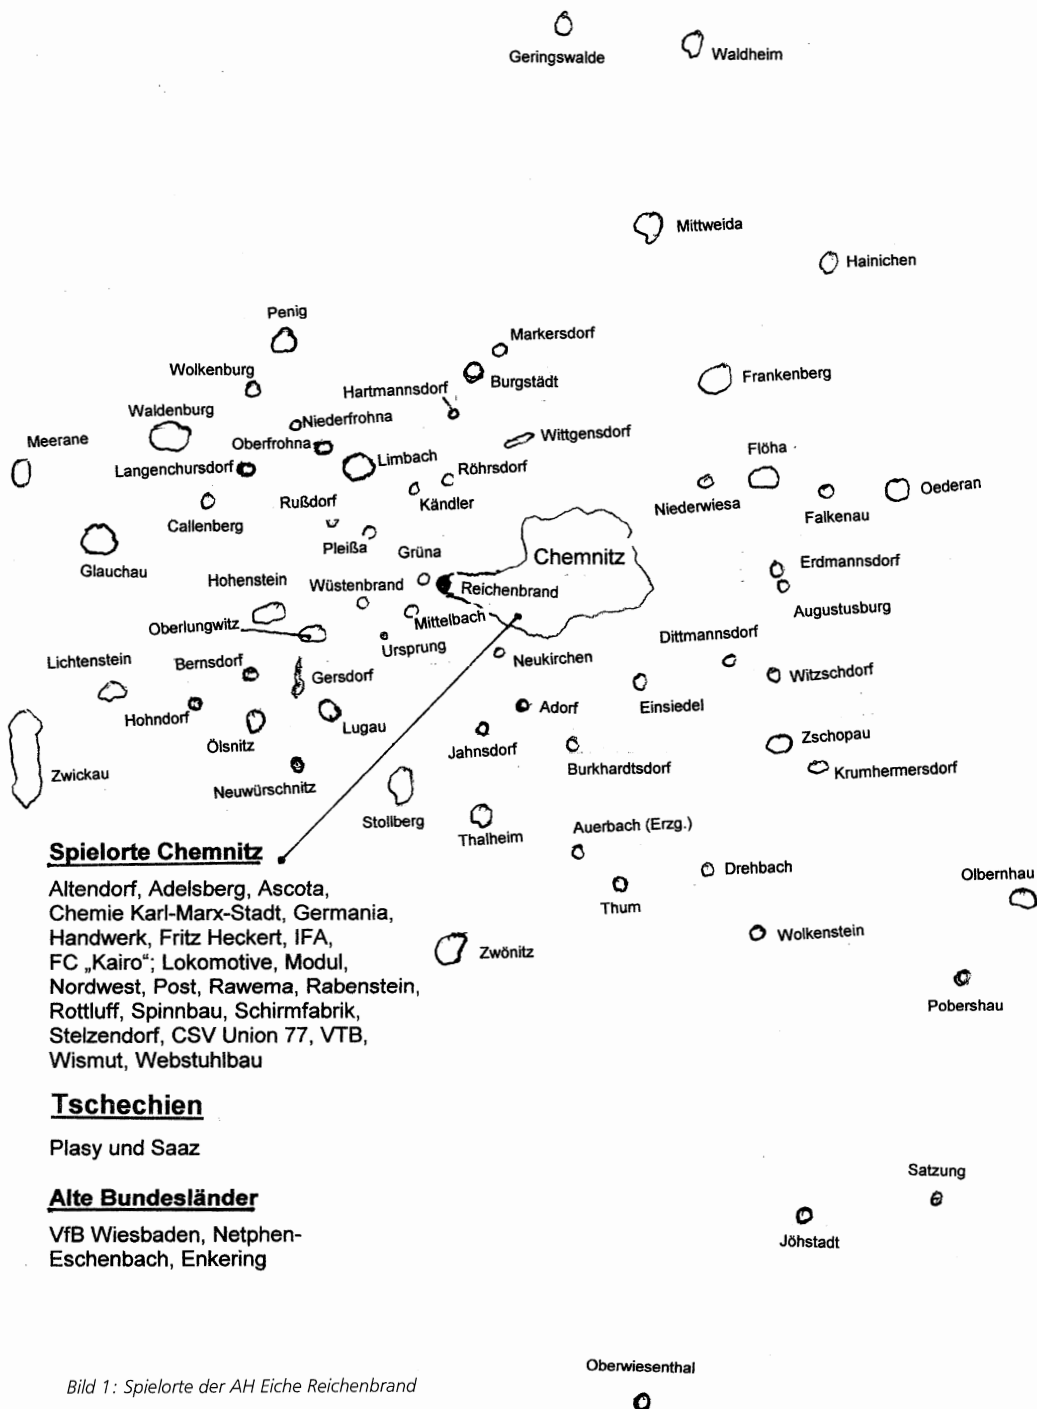 Geringswalde
Waldheim
Mittweida
Hainichen
Penig
Markersdorf
Wolkenburg
Hartmannsdorf
Burgstädt
Frankenberg
Waldenburg
Niederfrohna
Meerane
Oberfrohna
Wittgensdorf
Langenchursdorf
Limbach
Röhrsdorf
Flöha
Rußdorf
Kändler
Niederwiesa
Oederan
Callenberg
Falkenau
Pleißa
Grüna
Chemnitz
Glauchau
Hohenstein
Wüstenbrand
Reichenbrand
Erdmannsdorf
Augustusburg
Oberlungwitz
Mittelbach
Ursprung
Dittmannsdorf
Lichtenstein
Bernsdorf
Gersdorf
Neukirchen
Witzschdorf
Hohndorf
Lugau
Adorf
Einsiedel
Ölsnitz
Jahnsdorf
Zschopau
Zwickau
Neuwürschnitz
Burkhardtsdorf
Krumhermersdorf
Stollberg
Thalheim
Auerbach (Erzg.)
Drehbach
Thum
Olbernhau
Wolkenstein
Zwönitz
Pobershau
Spielorte Chemnitz
Altendorf, Adelsberg, Ascota,
Chemie Karl-Marx-Stadt, Germania,
Handwerk, Fritz Heckert, IFA,
FC „Kairo“; Lokomotive, Modul,
Nordwest, Post, Rawema, Rabenstein,
Rottluff, Spinnbau, Schirmfabrik,
Stelzendorf, CSV Union 77, VTB,
Wismut, Webstuhlbau
Tschechien
Plasy und Saaz
Alte Bundesländer
VfB Wiesbaden, Netphen-
Eschenbach, Enkering
Satzung
Jöhstadt
Oberwiesenthal
Bild 1: Spielorte der AH Eiche Reichenbrand